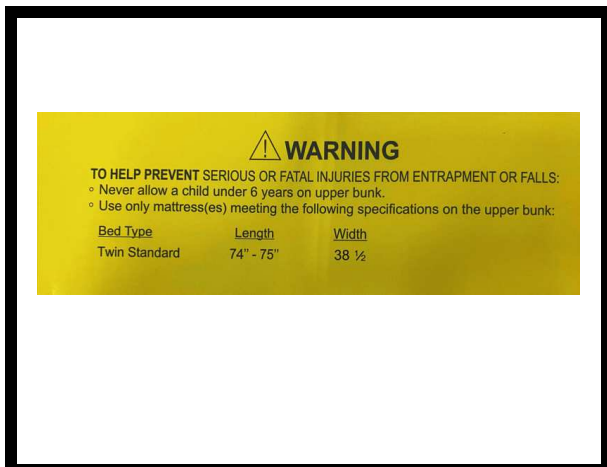 WARNING
TO HELP PREVENT SERIOUS OR FATAL INJURIES FROM ENTRAPMENT OR FALLS:
° Never allow a child under 6 years on upper bunk.
° Use only mattress(es) meeting the following specifications on the upper bunk:
Bed Type Length Width
Twin Standard 74" - 75" 38 ½